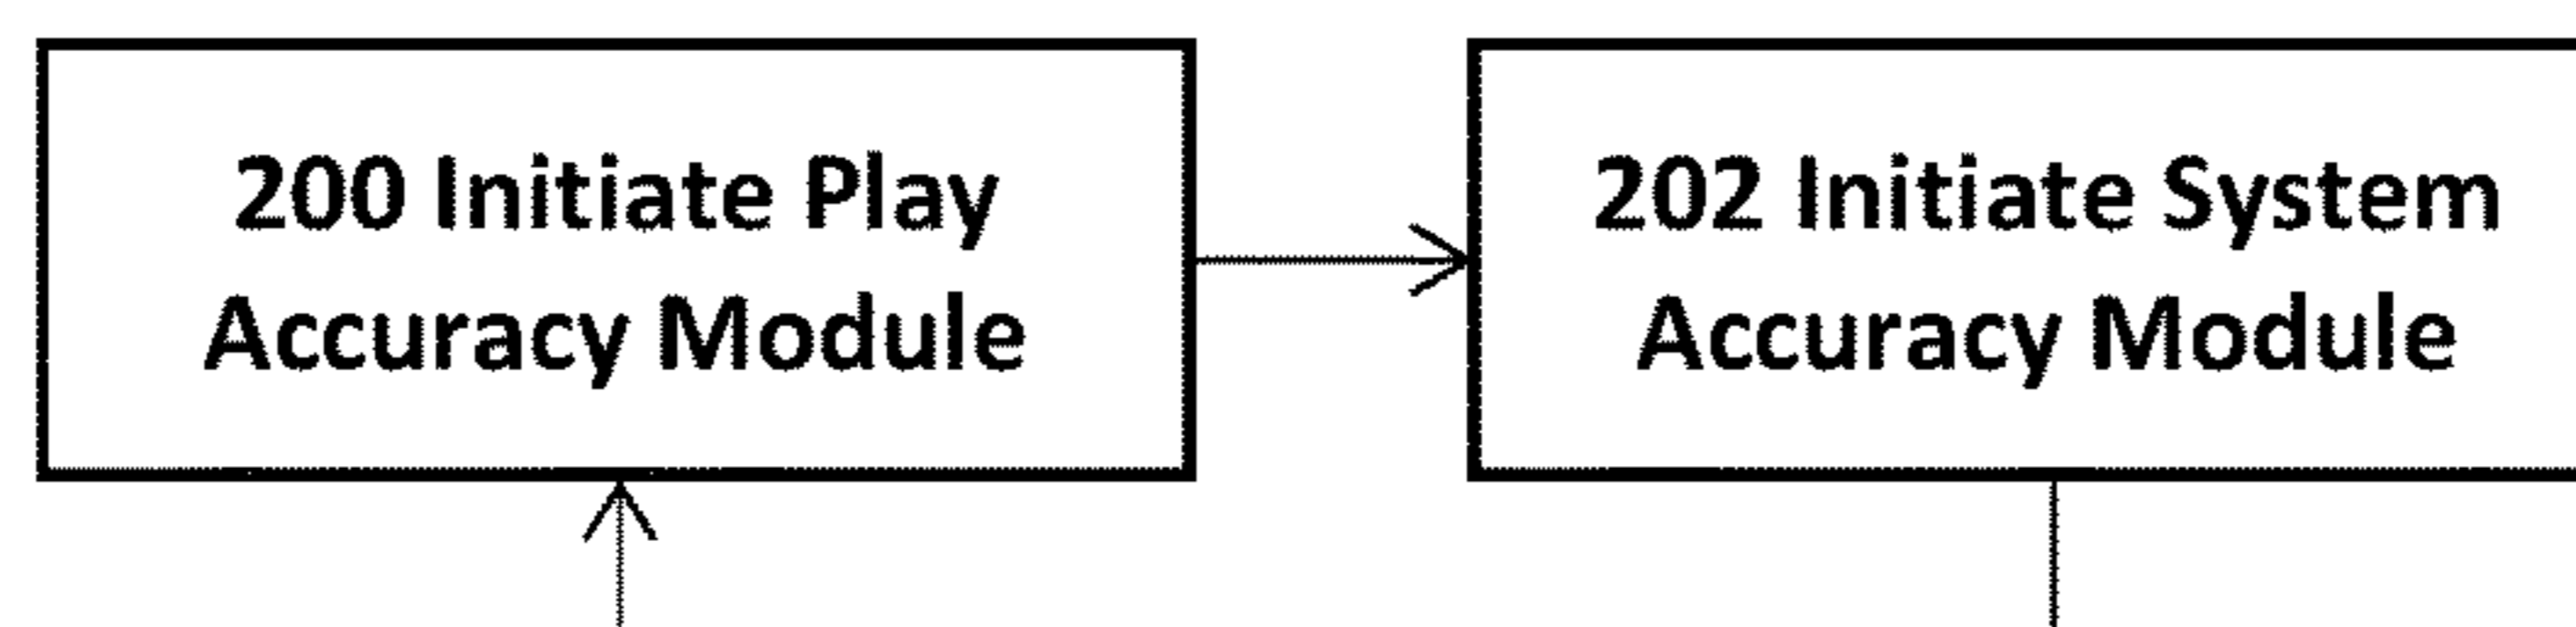 200 Initiate Play
Accuracy Module
202 Initiate System
Accuracy Module